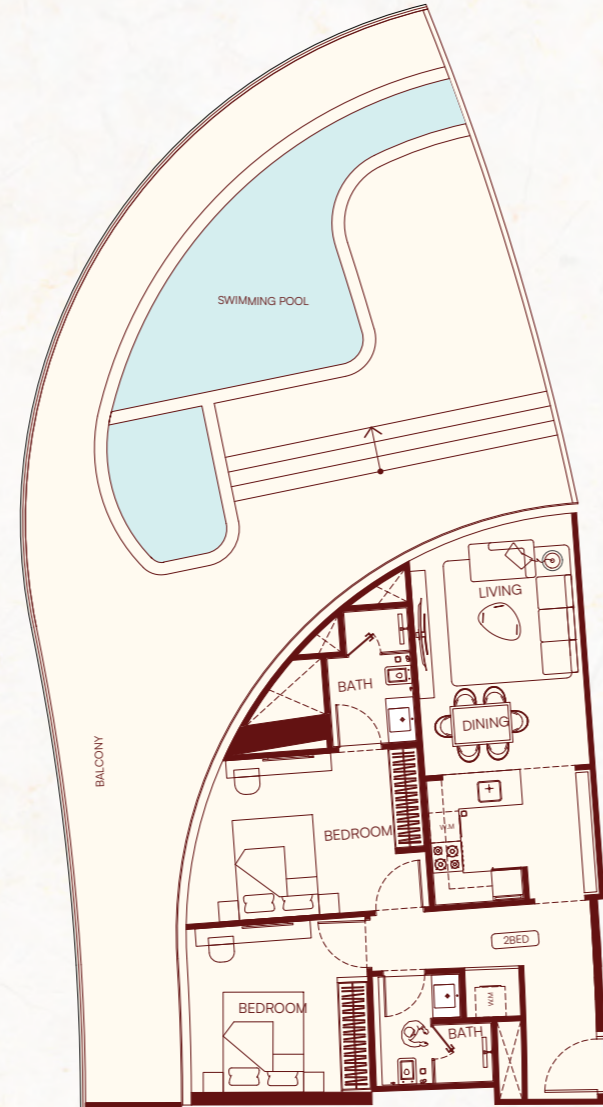 SWIMMING POOL
LIVING
BATH
DINING
BALCONY
W.M
BEDROOM
2BED
W.M
BEDROOM
BATH